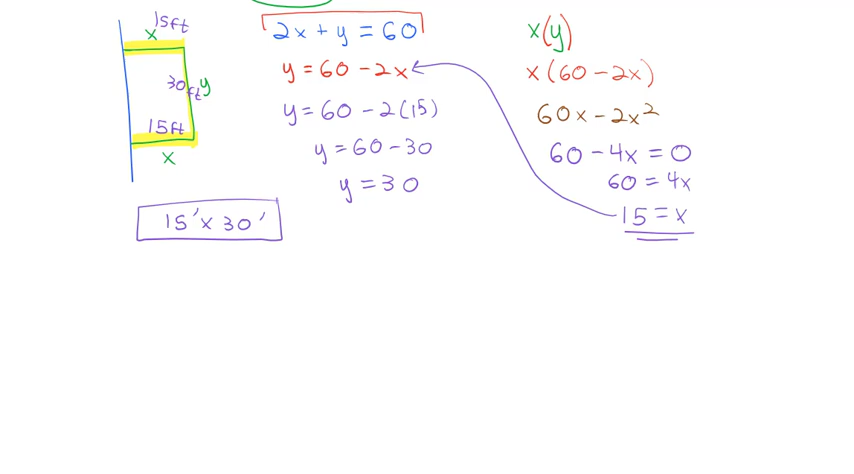 15ft
x
30ft y
15ft
x
15' x 30'
2x + y = 60
y = 60 - 2x
y = 60 - 2(15)
y = 60 - 30
y = 30
x(y)
x(60 - 2x)
60x - 2x²
60 - 4x = 0
60 = 4x
15 = x